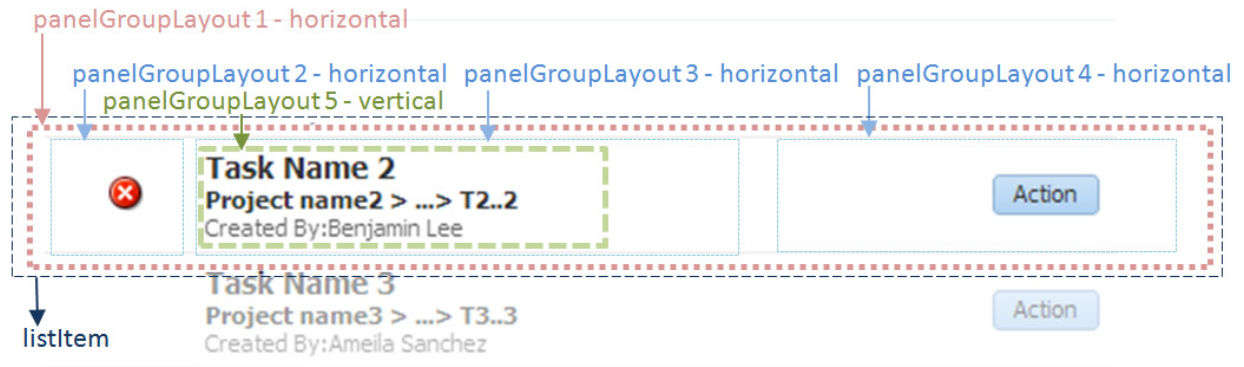 panelGroupLayout 1 - horizontal
panelGroupLayout 2 - horizontal panelGroupLayout 3 - horizontal panelGroupLayout 4 - horizontal
panelGroupLayout 5 - vertical
Task Name 2
Project name2 > ...> T2..2
Created By:Benjamin Lee
Action
Task Name 3
Project name3 > ...> T3..3
Created By:Ameila Sanchez
Action
listItem